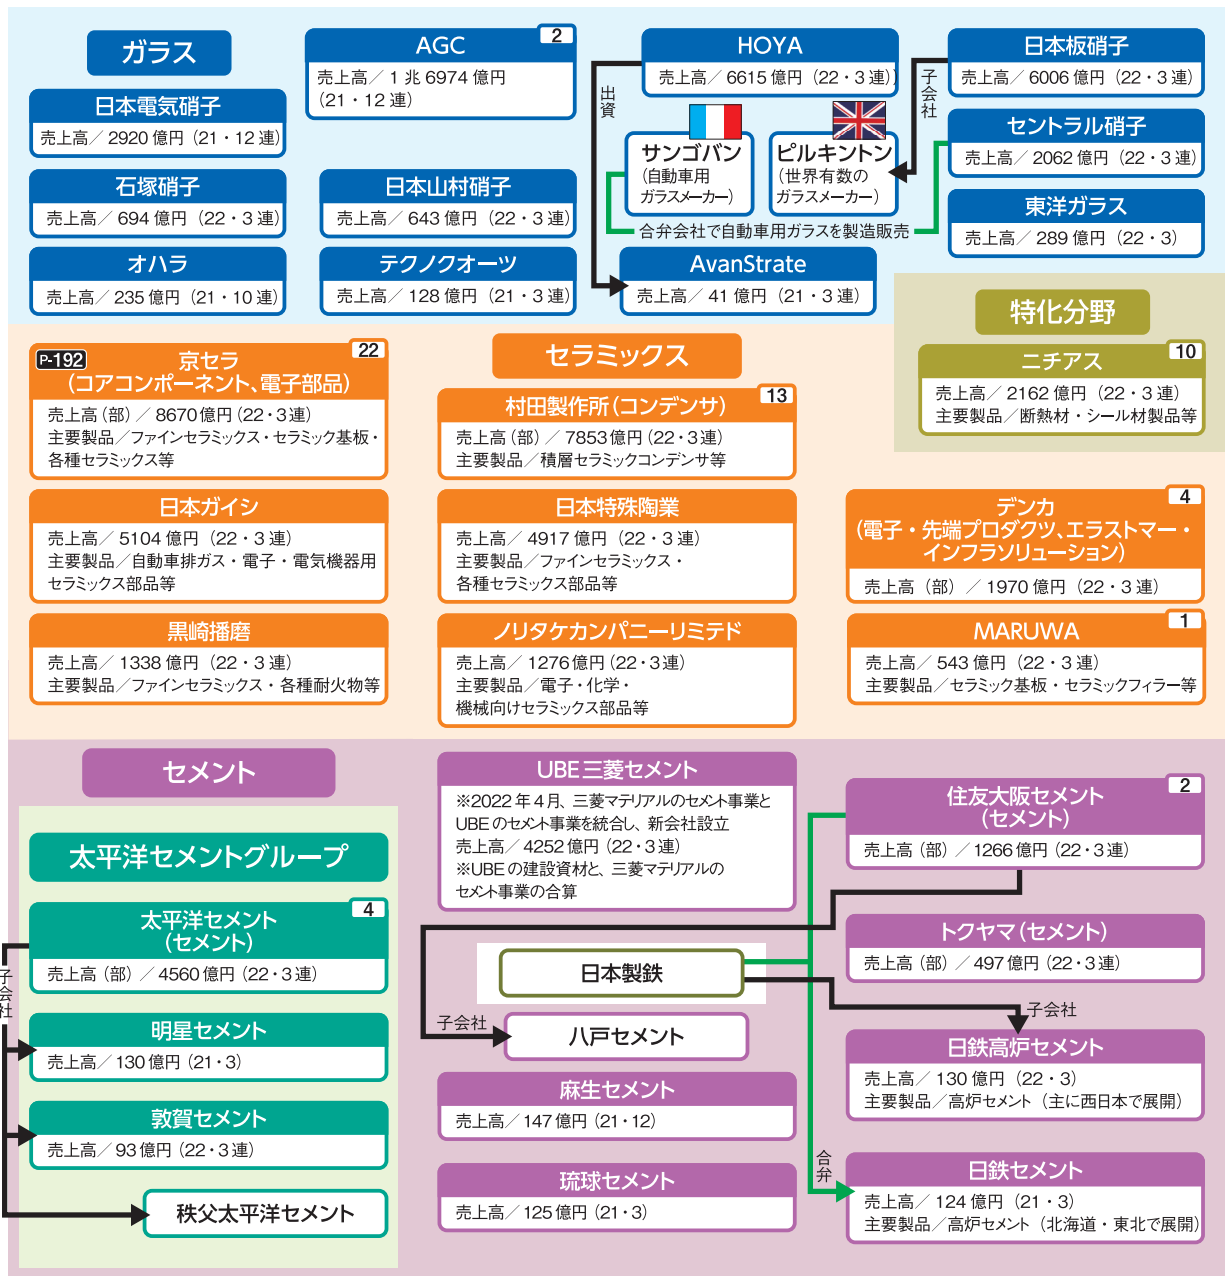 ガラス
AGC
2
売上高／1兆6974億円
(21・12連)
HOYA
売上高／6615億円 (22・3連)
日本板硝子
売上高／6006億円 (22・3連)
日本電気硝子
売上高／2920億円 (21・12連)
出資
子会社
サンゴバン
(自動車用
ガラスメーカー)
ピルキントン
(世界有数の
ガラスメーカー)
セントラル硝子
売上高／2062億円 (22・3連)
石塚硝子
売上高／694億円 (22・3連)
日本山村硝子
売上高／643億円 (22・3連)
合弁会社で自動車用ガラスを製造販売
東洋ガラス
売上高／289億円 (22・3)
オハラ
売上高／235億円 (21・10連)
テクノクオーツ
売上高／128億円 (21・3連)
AvanStrate
売上高／41億円 (21・3連)
特化分野
ニチアス
10
売上高／2162億円 (22・3連)
主要製品／断熱材・シール材製品等
セラミックス
P-192
京セラ
22
(コアコンポーネント、電子部品)
売上高(部)／8670億円(22・3連)
主要製品／ファインセラミックス・セラミック基板・
各種セラミックス等
村田製作所(コンデンサ)
13
売上高(部)／7853億円(22・3連)
主要製品／積層セラミックコンデンサ等
日本ガイシ
売上高／5104億円 (22・3連)
主要製品／自動車排ガス・電子・電気機器用
セラミックス部品等
日本特殊陶業
売上高／4917億円 (22・3連)
主要製品／ファインセラミックス・
各種セラミックス部品等
デンカ
4
(電子・先端プロダクツ、エラストマー・
インフラソリューション)
売上高(部)／1970億円 (22・3連)
黒崎播磨
売上高／1338億円 (22・3連)
主要製品／ファインセラミックス・各種耐火物等
ノリタケカンパニーリミテド
売上高／1276億円(22・3連)
主要製品／電子・化学・
機械向けセラミックス部品等
MARUWA
1
売上高／543億円 (22・3連)
主要製品／セラミック基板・セラミックフィラー等
セメント
UBE三菱セメント
※2022年4月、三菱マテリアルのセメント事業と
UBEのセメント事業を統合し、新会社設立
売上高／4252億円(22・3連)
※UBEの建設資材と、三菱マテリアルの
セメント事業の合算
住友大阪セメント
2
(セメント)
売上高(部)／1266億円(22・3連)
太平洋セメントグループ
太平洋セメント
4
(セメント)
売上高(部)／4560億円(22・3連)
子会社
トクヤマ(セメント)
売上高(部)／497億円(22・3連)
日本製鉄
子会社
八戸セメント
子会社
日鉄高炉セメント
売上高／130億円 (22・3)
主要製品／高炉セメント (主に西日本で展開)
明星セメント
売上高／130億円 (21・3)
麻生セメント
売上高／147億円(21・12)
敦賀セメント
売上高／93億円(22・3連)
合弁
日鉄セメント
売上高／124億円 (21・3)
主要製品／高炉セメント (北海道・東北で展開)
琉球セメント
売上高／125億円(21・3)
秩父太平洋セメント